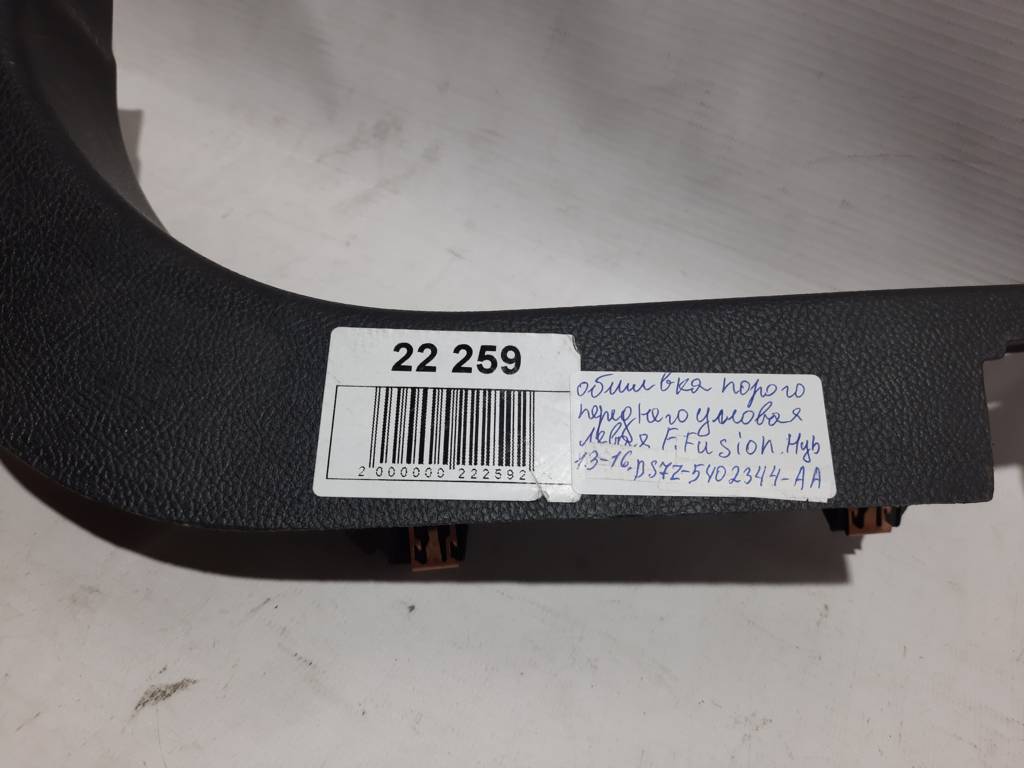 22 259
2 000000 222592
обшивка порого
переднего угловая
левая F.Fusion.Hyb
13-16, DS7Z-5402344-AA